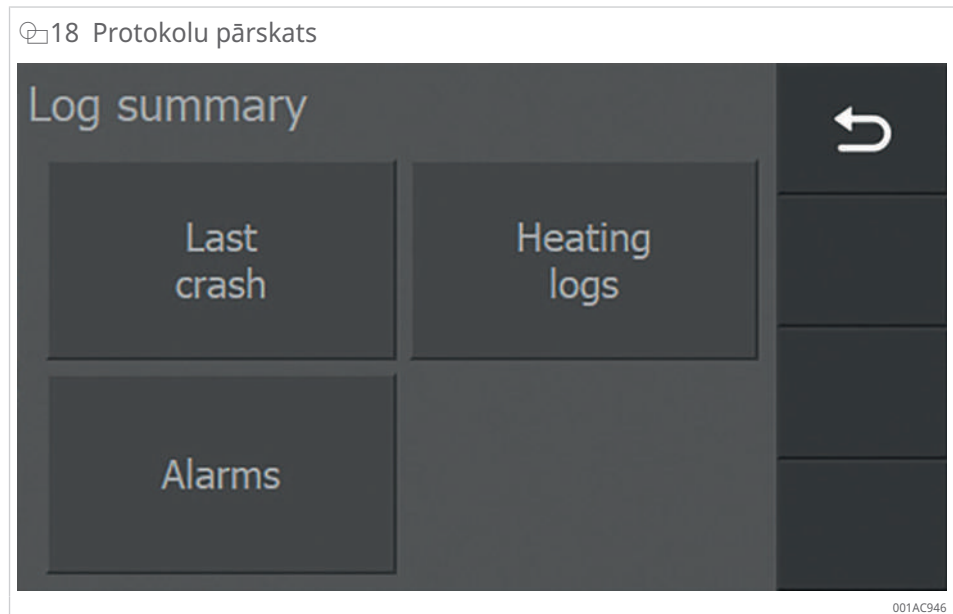 18 Protokolu pārskats
Log summary
Last
crash
Heating
logs
Alarms
001AC946